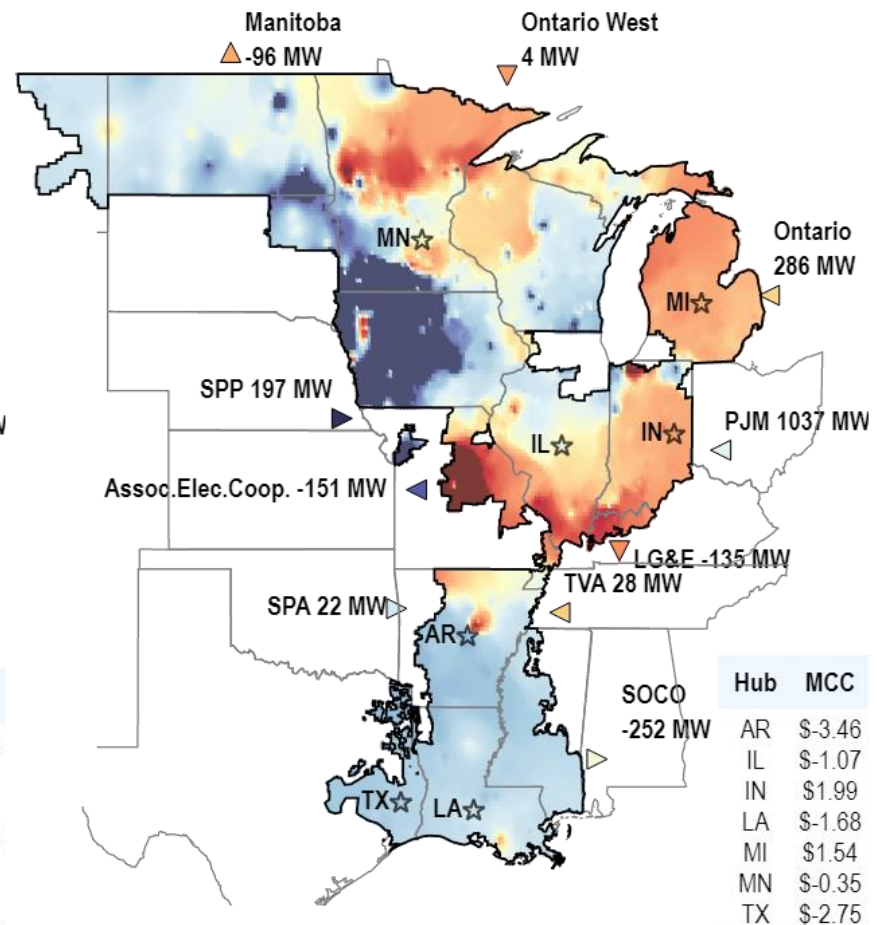 Manitoba
-96 MW
Ontario West
4 MW
Ontario
286 MW
MN
MI
SPP 197 MW
PJM 1037 MW
IL
IN
Assoc.Elec.Coop. -151 MW
LG&E -135 MW
TVA 28 MW
SPA 22 MW
AR
SOCO
-252 MW
TX
LA
Hub MCC
AR $-3.46
IL $-1.07
IN $1.99
LA $-1.68
MI $1.54
MN $-0.35
TX $-2.75